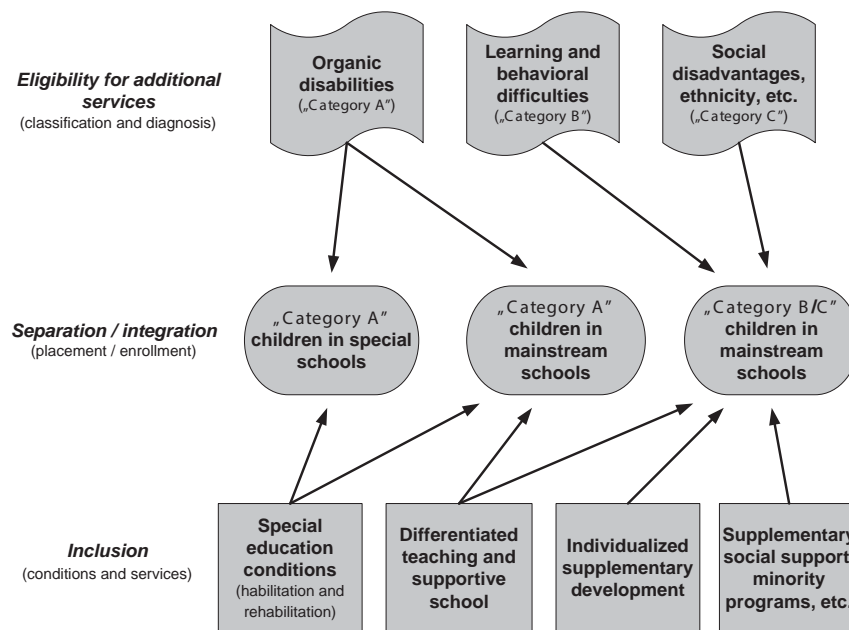 Eligibility for additional
services
(classification and diagnosis)
Organic
disabilities
(„Category A”)
Learning and
behavioral
difficulties
(„Category B”)
Social
disadvantages,
ethnicity, etc.
(„Category C”)
Separation / integration
(placement / enrollment)
„Category A”
children in special
schools
„Category A”
children in
mainstream
schools
„Category B/C”
children in
mainstream
schools
Inclusion
(conditions and services)
Special
education
conditions
(habilitation and
rehabilitation)
Differentiated
teaching and
supportive
school
Individualized
supplementary
development
Supplementary
social support,
minority
programs, etc.